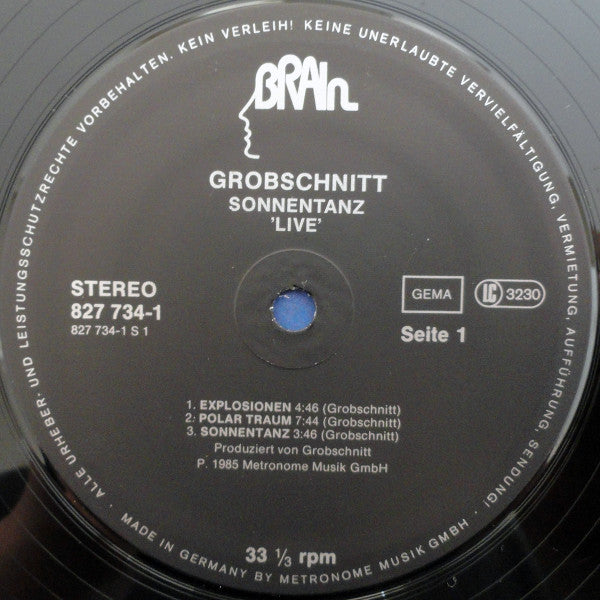 ALLE URHEBER- UND LEISTUNGSSCHUTZRECHTE VORBEHALTEN. KEIN VERLEIH! KEINE UNERLAUBTE VERVIELFÄLTIGUNG, VERMIETUNG, AUFFÜHRUNG, SENDUNG!
BRAIN
GROBSCHNITT
SONNENTANZ
'LIVE'
STEREO
827 734-1
827 734-1 S 1
GEMA
LC 3230
Seite 1
1. EXPLOSIONEN 4:46 (Grobschnitt)
2. POLAR TRAUM 7:44 (Grobschnitt)
3. SONNENTANZ 3:46 (Grobschnitt)
Produziert von Grobschnitt
P. 1985 Metronome Musik GmbH
33 ⅓ rpm
· MADE IN GERMANY BY METRONOME MUSIK GMBH ·